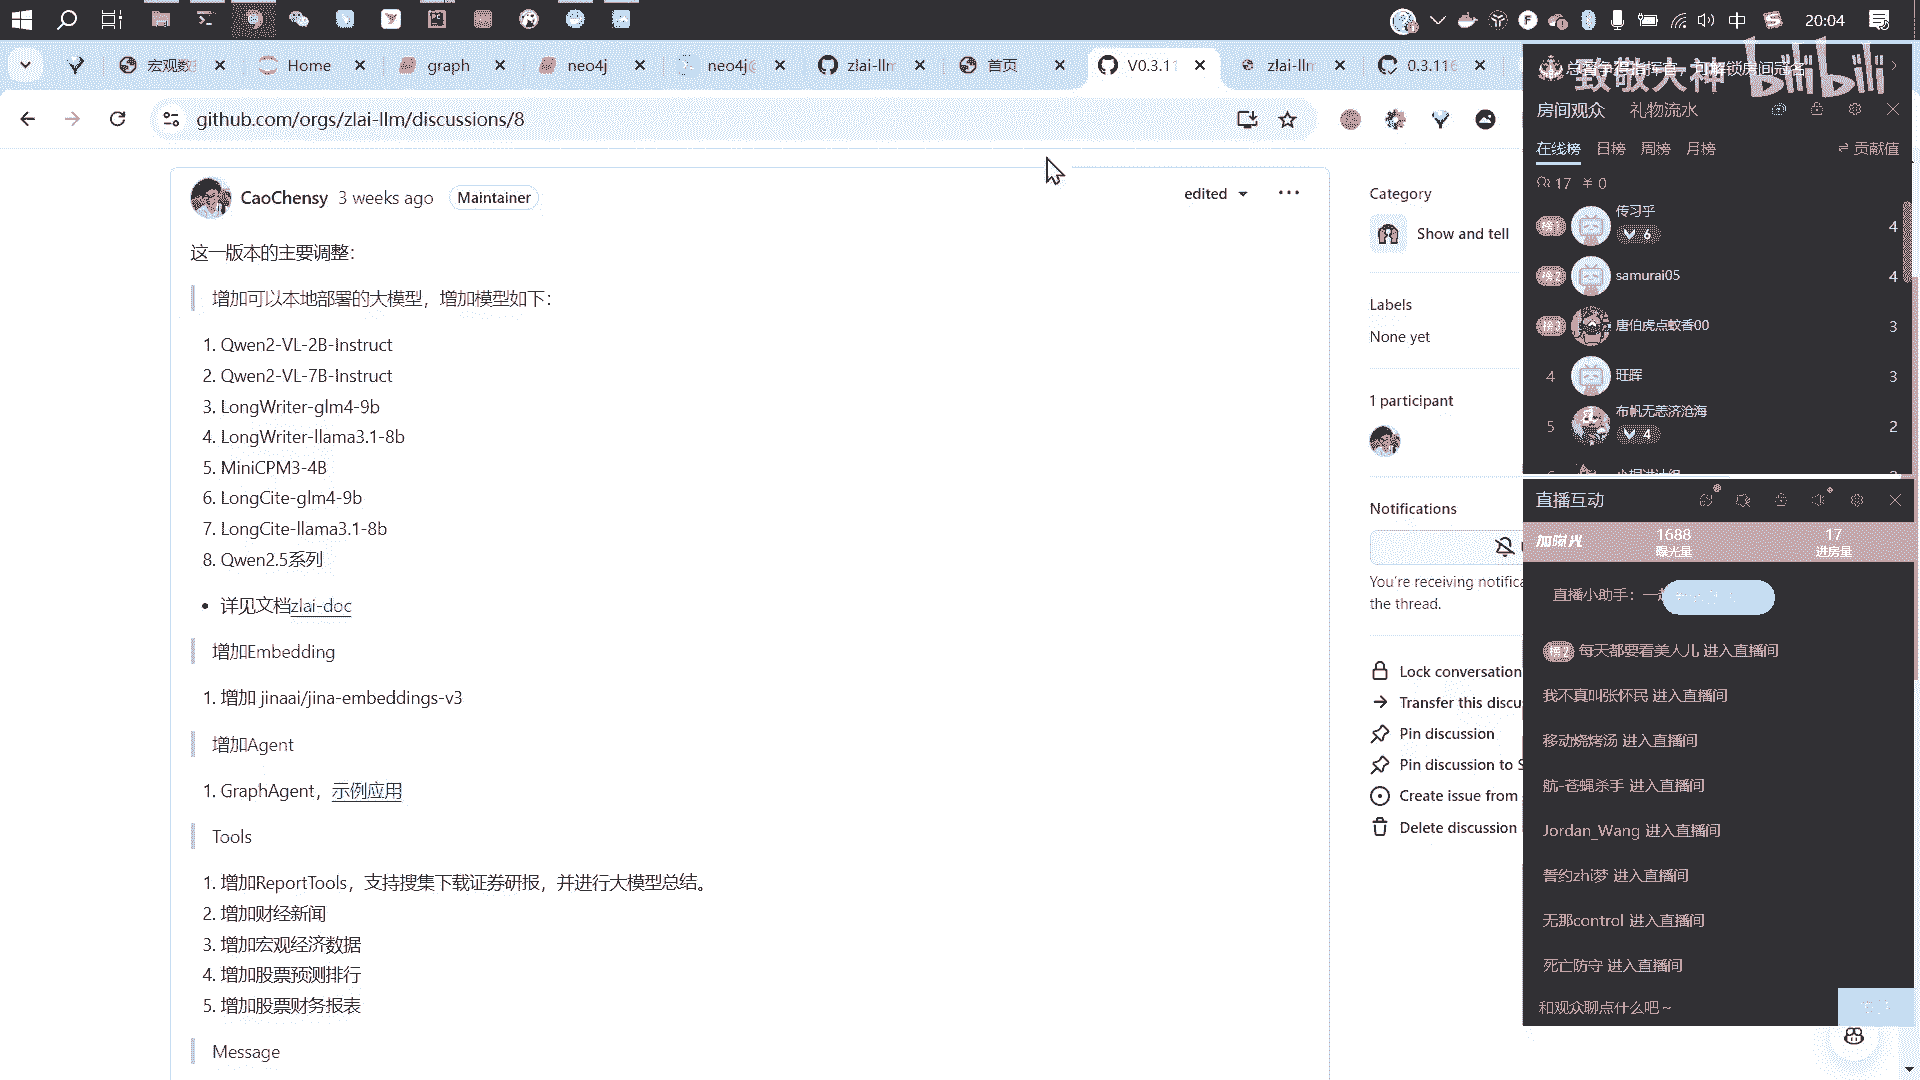 20:04
中
宏观数
Home
graph
neo4j
neo4j@
zlai-llm
首页
V0.3.11
zlai-llm
0.3.116
github.com/orgs/zlai-llm/discussions/8
致敬大神
bilibili
CaoChensy 3 weeks ago Maintainer
edited
这一版本的主要调整：
增加可以本地部署的大模型，增加模型如下：
1. Qwen2-VL-2B-Instruct
2. Qwen2-VL-7B-Instruct
3. LongWriter-glm4-9b
4. LongWriter-llama3.1-8b
5. MiniCPM3-4B
6. LongCite-glm4-9b
7. LongCite-llama3.1-8b
8. Qwen2.5系列
详见文档zlai-doc
增加Embedding
1. 增加 jinaai/jina-embeddings-v3
增加Agent
1. GraphAgent，示例应用
Tools
1. 增加ReportTools，支持搜集下载证券研报，并进行大模型总结。
2. 增加财经新闻
3. 增加宏观经济数据
4. 增加股票预测排行
5. 增加股票财务报表
Message
Category
Show and tell
Labels
None yet
1 participant
Notifications
You're receiving notifica
the thread.
Lock conversation
Transfer this discu
Pin discussion
Pin discussion to S
Create issue from
Delete discussion
房间观众 礼物流水
在线榜 日榜 周榜 月榜 贡献值
17 ¥ 0
榜1 传习乎 6 4
榜2 samurai05 4
榜3 唐伯虎点蚊香00 3
4 旺晖 3
5 布帆无恙济沧海 4 2
直播互动
加曝光 1688 17
曝光量 进房量
直播小助手：一起
榜2 每天都要看美人儿 进入直播间
我不真叫张怀民 进入直播间
移动烧烤汤 进入直播间
航-苍蝇杀手 进入直播间
Jordan_Wang 进入直播间
誓约zhi梦 进入直播间
无那control 进入直播间
死亡防守 进入直播间
和观众聊点什么吧～